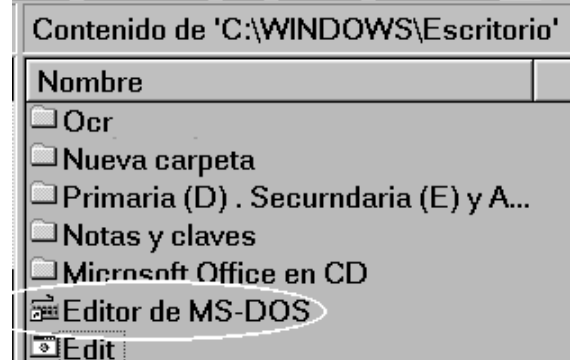 Contenido de 'C:\WINDOWS\Escritorio'
Nombre
Ocr
Nueva carpeta
Primaria (D) . Securndaria (E) y A...
Notas y claves
Microsoft Office en CD
Editor de MS-DOS
Edit